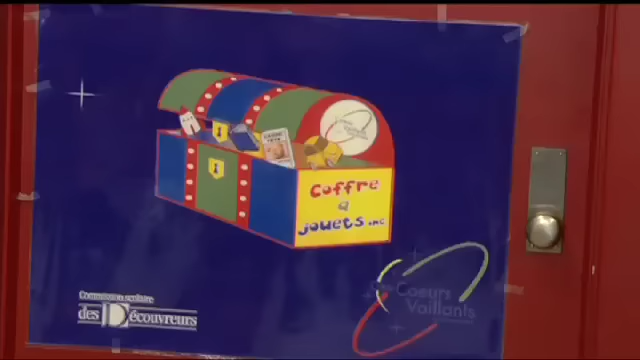 Coffre
a
Jouets inc
Commission scolaire
des Découvreurs
Coeurs
Vaillants